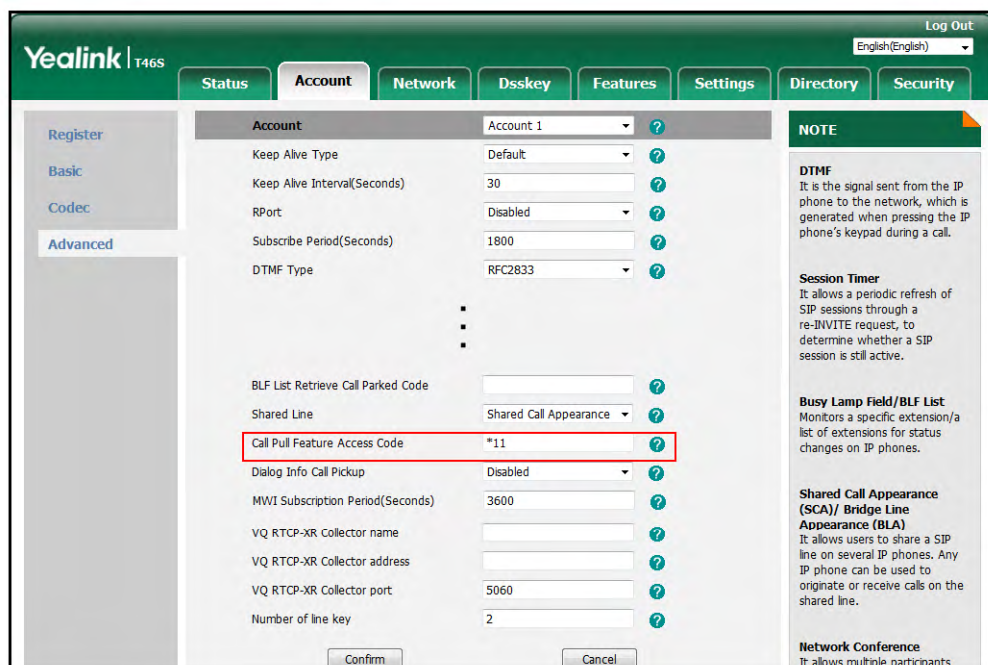 Log Out
Yealink T46S
English(English)
Status Account Network Dsskey Features Settings Directory Security
Register
Basic
Codec
Advanced
Account Account 1
Keep Alive Type Default
Keep Alive Interval(Seconds) 30
RPort Disabled
Subscribe Period(Seconds) 1800
DTMF Type RFC2833
BLF List Retrieve Call Parked Code
Shared Line Shared Call Appearance
Call Pull Feature Access Code *11
Dialog Info Call Pickup Disabled
MWI Subscription Period(Seconds) 3600
VQ RTCP-XR Collector name
VQ RTCP-XR Collector address
VQ RTCP-XR Collector port 5060
Number of line key 2
Confirm Cancel
NOTE
DTMF
It is the signal sent from the IP
phone to the network, which is
generated when pressing the IP
phone's keypad during a call.
Session Timer
It allows a periodic refresh of
SIP sessions through a
re-INVITE request, to
determine whether a SIP
session is still active.
Busy Lamp Field/BLF List
Monitors a specific extension/a
list of extensions for status
changes on IP phones.
Shared Call Appearance
(SCA)/ Bridge Line
Appearance (BLA)
It allows users to share a SIP
line on several IP phones. Any
IP phone can be used to
originate or receive calls on the
shared line.
Network Conference
It allows multiple participants